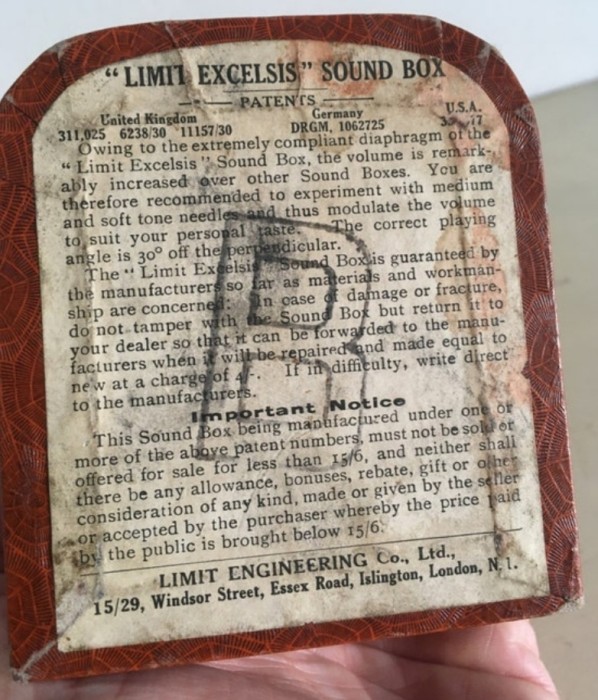 "LIMIT EXCELSIS" SOUND BOX
PATENTS
United Kingdom Germany U.S.A.
311,025 6238/30 11157/30 DRGM, 1062725
Owing to the extremely compliant diaphragm of the
"Limit Excelsis" Sound Box, the volume is remark-
ably increased over other Sound Boxes. You are
therefore recommended to experiment with medium
and soft tone needles and thus modulate the volume
to suit your personal taste. The correct playing
angle is 30° off the perpendicular.
The "Limit Excelsis" Sound Box is guaranteed by
the manufacturers so far as materials and workman-
ship are concerned: In case of damage or fracture,
do not tamper with the Sound Box but return it to
your dealer so that it can be forwarded to the manu-
facturers when it will be repaired and made equal to
new at a charge of 4/-. If in difficulty, write direct
to the manufacturers.
Important Notice
This Sound Box being manufactured under one or
more of the above patent numbers, must not be sold or
offered for sale for less than 15/6, and neither shall
there be any allowance, bonuses, rebate, gift or other
consideration of any kind, made or given by the seller
or accepted by the purchaser whereby the price paid
by the public is brought below 15/6.
LIMIT ENGINEERING Co., Ltd.,
15/29, Windsor Street, Essex Road, Islington, London, N.1.
R